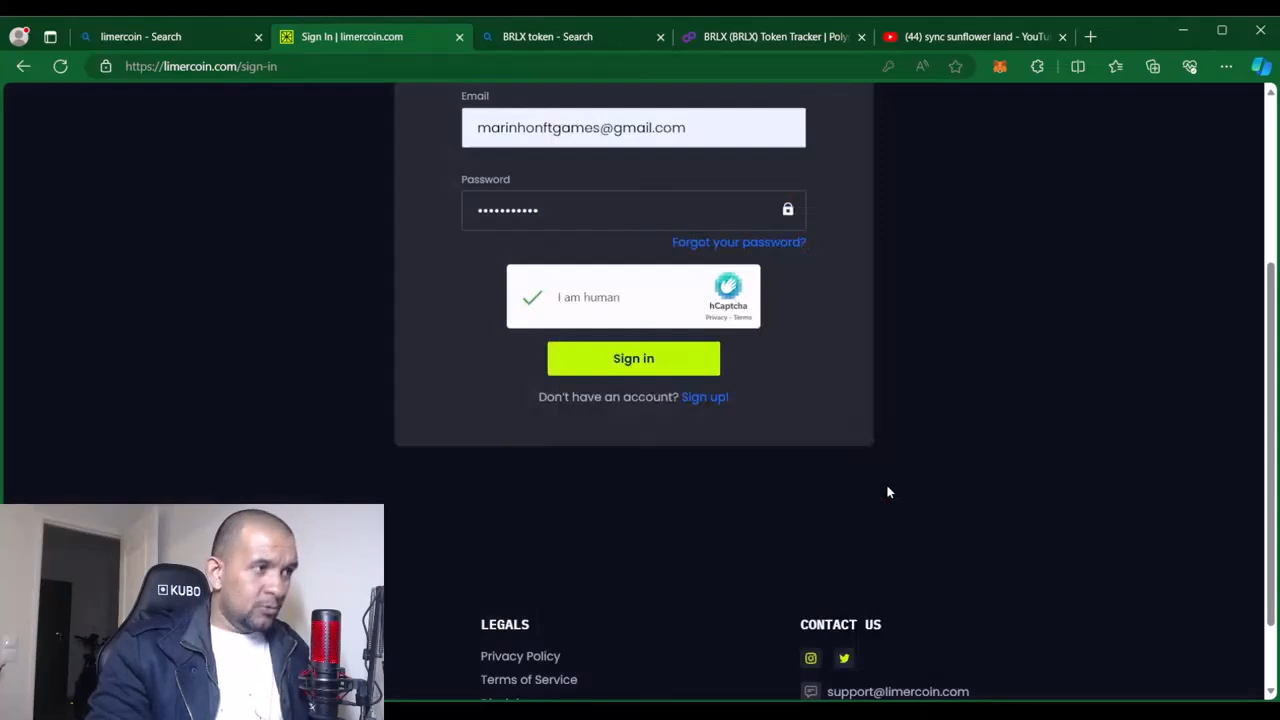 limercoin - Search
Sign In | limercoin.com
BRLX token - Search
BRLX (BRLX) Token Tracker | Poly
(44) sync sunflower land - YouTu
https://limercoin.com/sign-in
Email
marinhonftgames@gmail.com
Password
•••••••••••
Forgot your password?
I am human
hCaptcha
Privacy - Terms
Sign in
Don't have an account? Sign up!
KUBO
LEGALS
Privacy Policy
Terms of Service
CONTACT US
support@limercoin.com